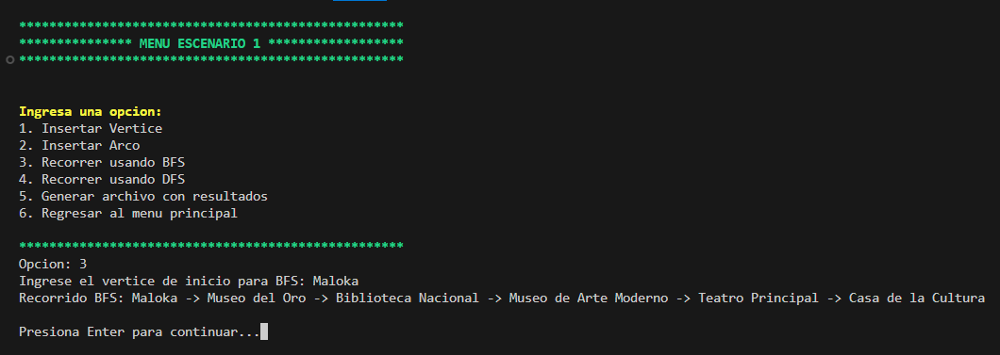 ***************************************************
*************** MENU ESCENARIO 1 ******************
***************************************************
Ingresa una opcion:
1. Insertar Vertice
2. Insertar Arco
3. Recorrer usando BFS
4. Recorrer usando DFS
5. Generar archivo con resultados
6. Regresar al menu principal
***************************************************
Opcion: 3
Ingrese el vertice de inicio para BFS: Maloka
Recorrido BFS: Maloka -> Museo del Oro -> Biblioteca Nacional -> Museo de Arte Moderno -> Teatro Principal -> Casa de la Cultura
Presiona Enter para continuar...